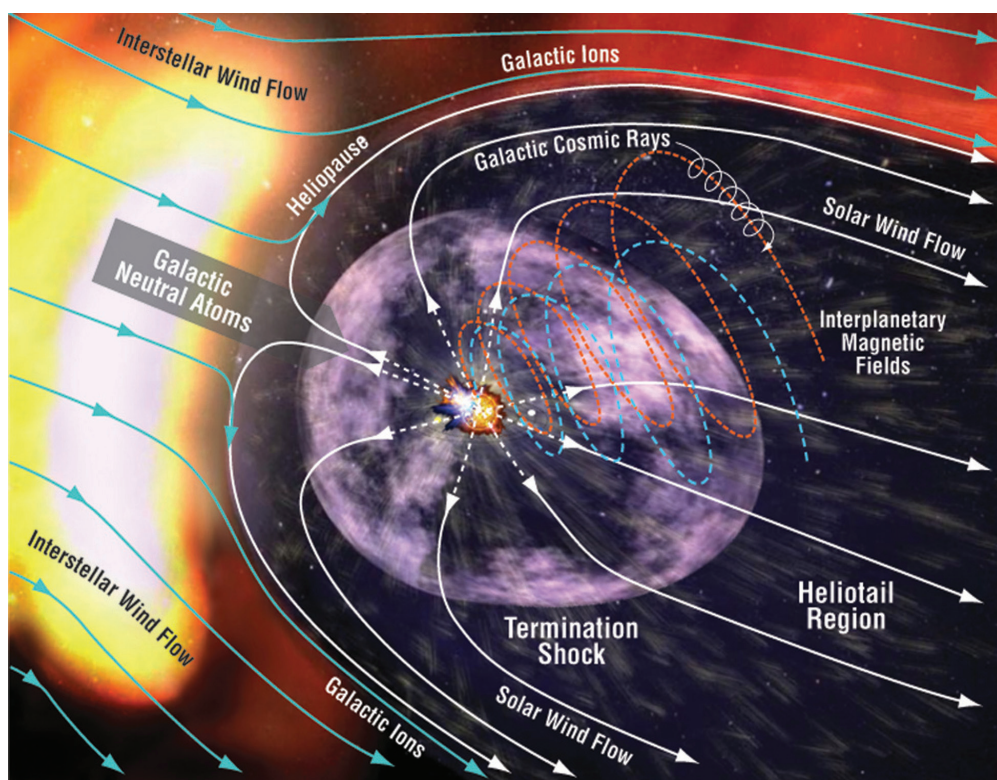 Interstellar Wind Flow
Galactic Ions
Galactic Cosmic Rays
Heliopause
Solar Wind Flow
Galactic
Neutral Atoms
Interplanetary
Magnetic
Fields
Interstellar Wind Flow
Heliotail
Region
Termination
Shock
Galactic Ions
Solar Wind Flow